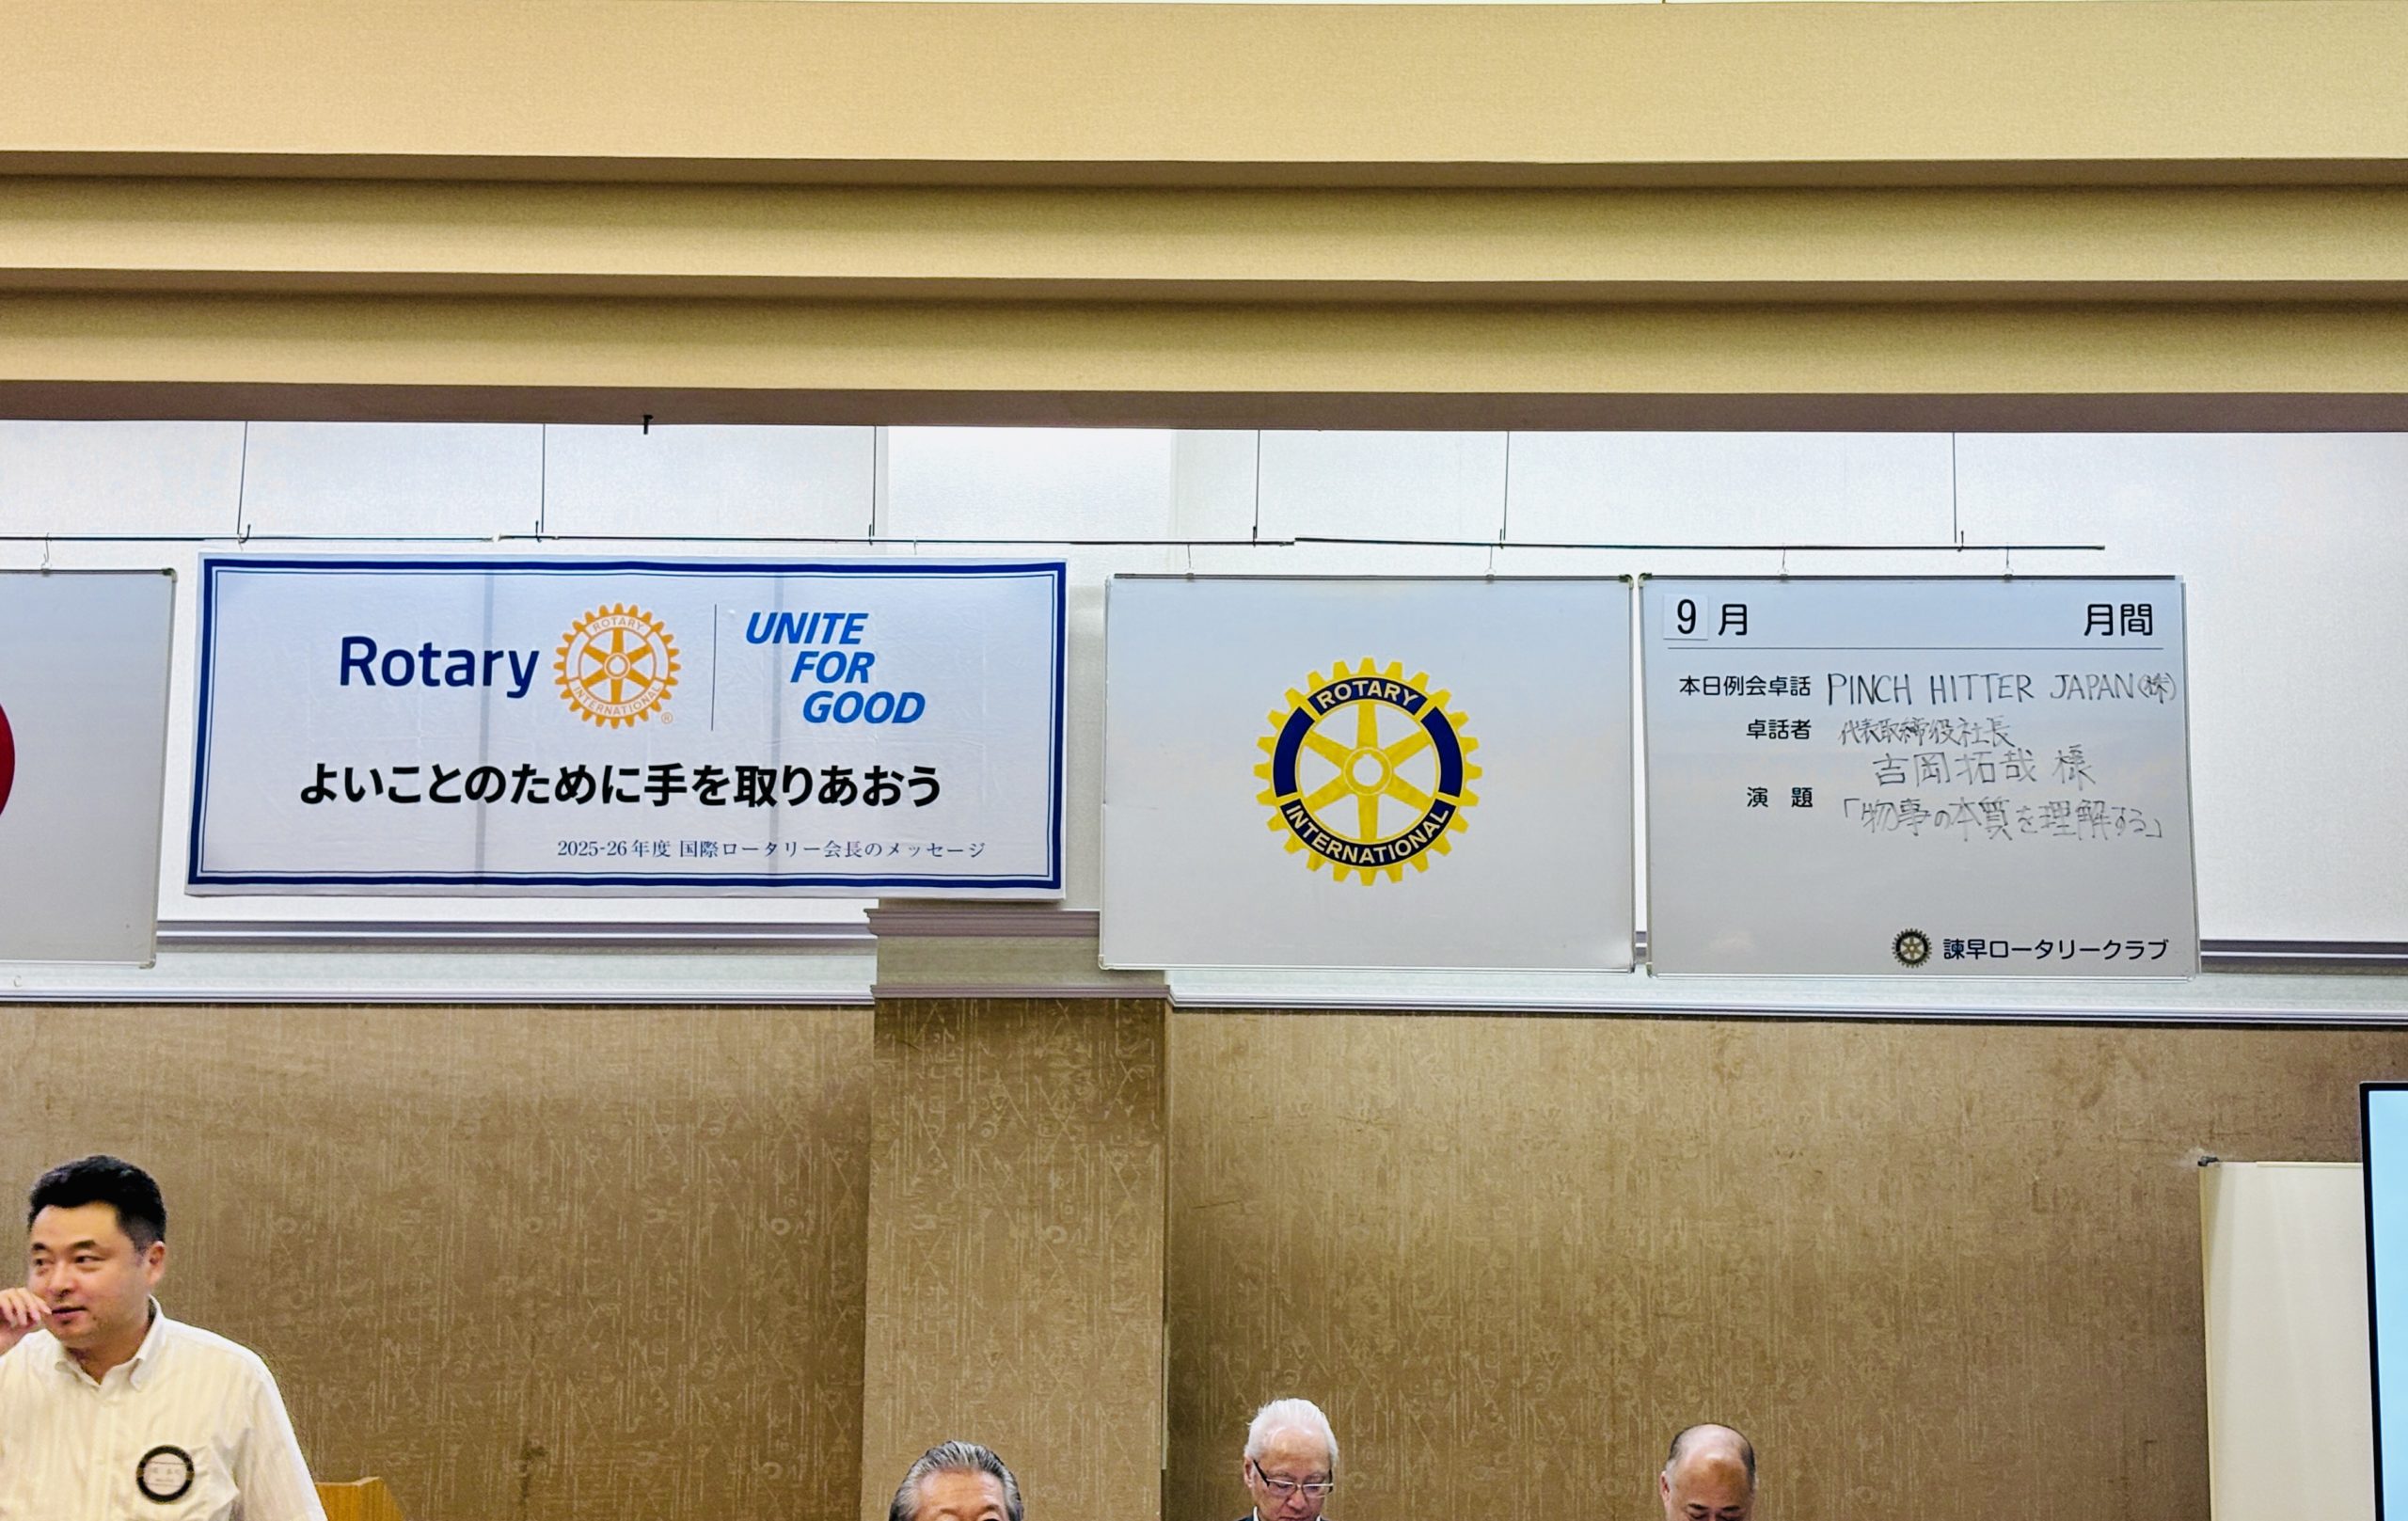 Rotary
ROTARY
INTERNATIONAL
®
UNITE
FOR
GOOD
よいことのために手を取りあおう
2025-26年度 国際ロータリー会長のメッセージ
ROTARY
INTERNATIONAL
9月 月間
本日例会卓話 PINCH HITTER JAPAN(株)
卓話者 代表取締役社長
吉岡拓哉 様
演題 「物事の本質を理解する」
諫早ロータリークラブ